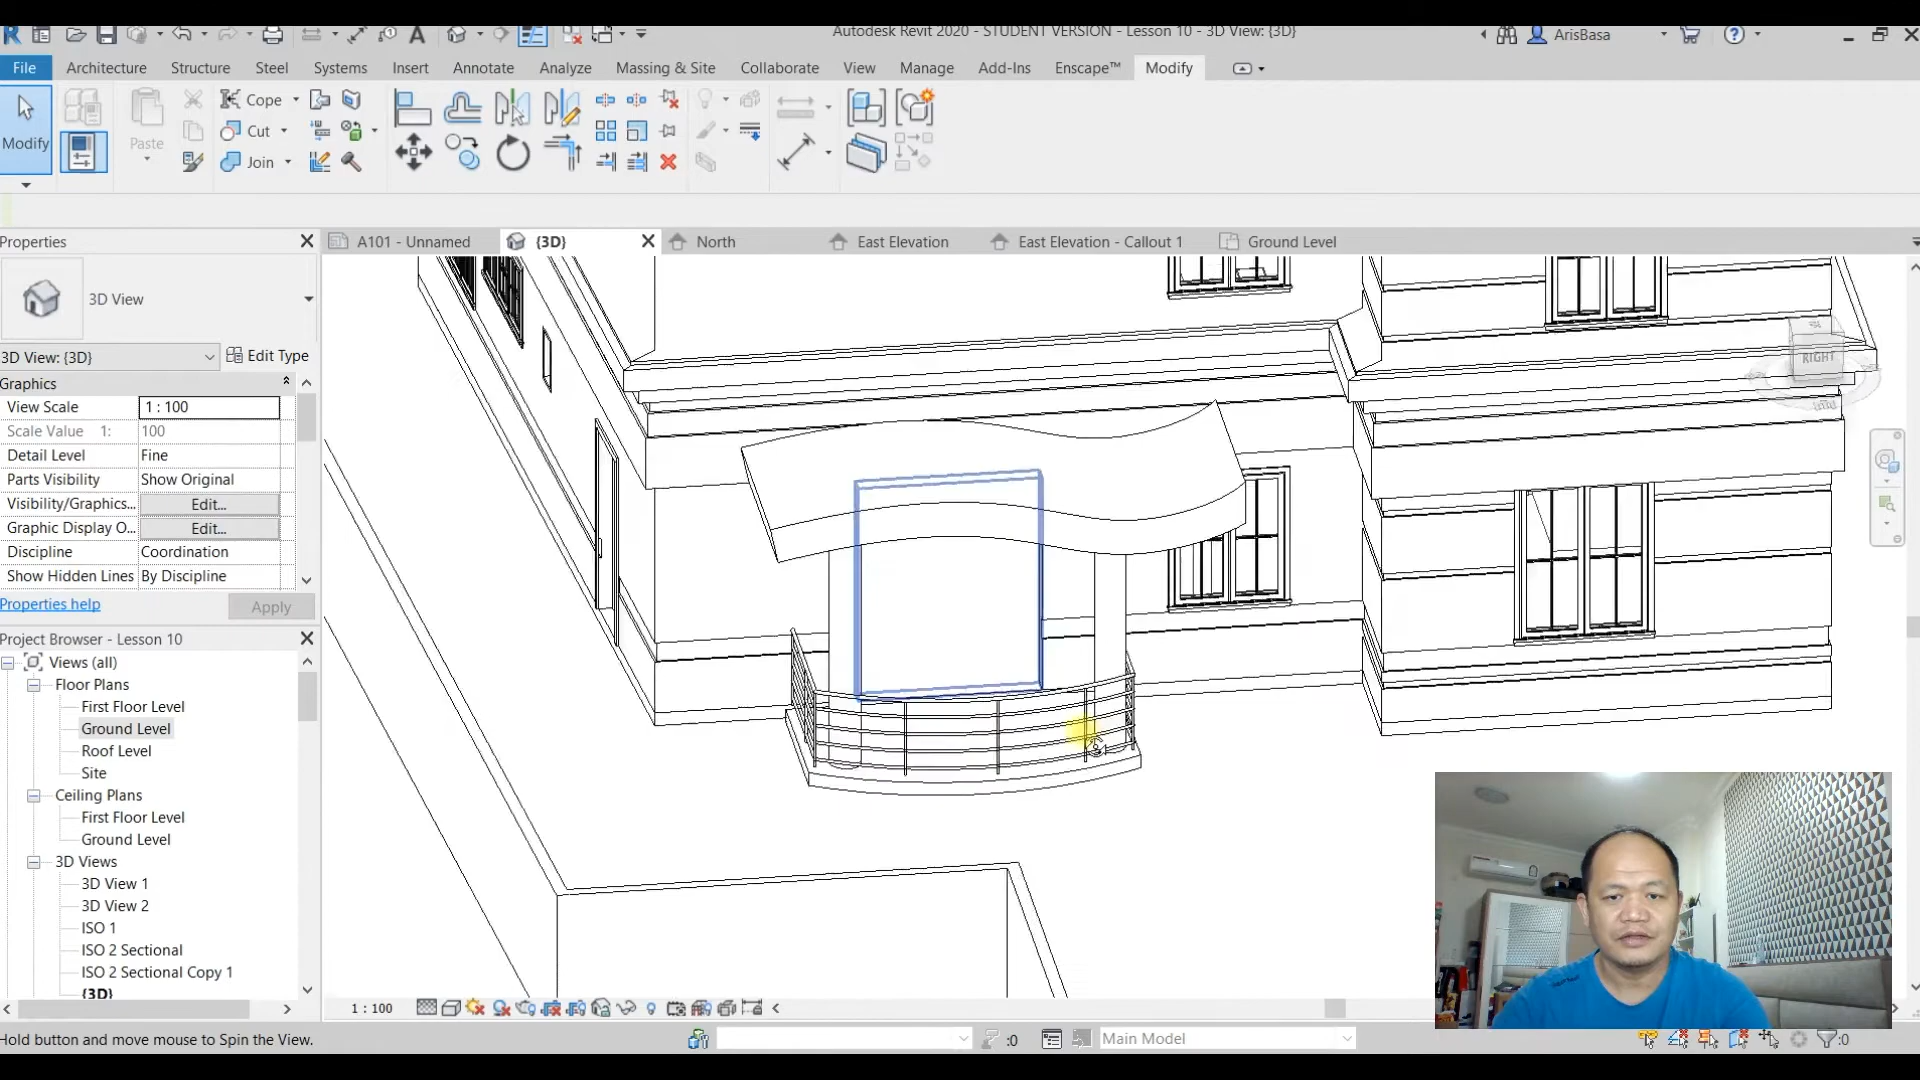 Autodesk Revit 2020 - STUDENT VERSION - Lesson 10 - 3D View: {3D}
ArisBasa
File
Architecture
Structure
Steel
Systems
Insert
Annotate
Analyze
Massing & Site
Collaborate
View
Manage
Add-Ins
Enscape™
Modify
Modify
Paste
Cope
Cut
Join
Properties
A101 - Unnamed
{3D}
North
East Elevation
East Elevation - Callout 1
Ground Level
3D View
3D View: {3D}
Edit Type
Graphics
View Scale
1 : 100
Scale Value 1:
100
Detail Level
Fine
Parts Visibility
Show Original
Visibility/Graphics...
Edit...
Graphic Display O...
Edit...
Discipline
Coordination
Show Hidden Lines
By Discipline
Properties help
Apply
Project Browser - Lesson 10
Views (all)
Floor Plans
First Floor Level
Ground Level
Roof Level
Site
Ceiling Plans
First Floor Level
Ground Level
3D Views
3D View 1
3D View 2
ISO 1
ISO 2 Sectional
ISO 2 Sectional Copy 1
{3D}
RIGHT
1 : 100
Hold button and move mouse to Spin the View.
:0
Main Model
:0